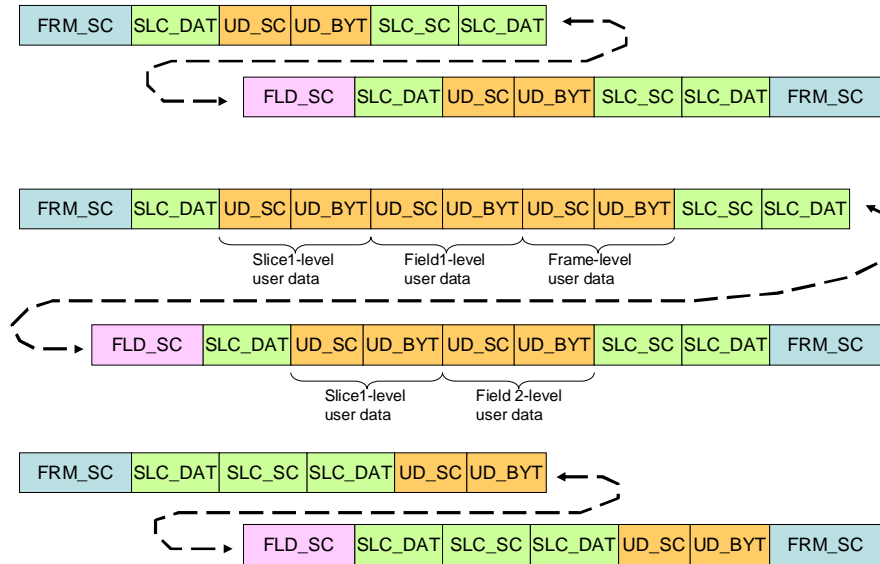 FRM_SC SLC_DAT UD_SC UD_BYT SLC_SC SLC_DAT
FLD_SC SLC_DAT UD_SC UD_BYT SLC_SC SLC_DAT FRM_SC
FRM_SC SLC_DAT UD_SC UD_BYT UD_SC UD_BYT UD_SC UD_BYT SLC_SC SLC_DAT
Slice1-level Field1-level Frame-level
user data user data user data
FLD_SC SLC_DAT UD_SC UD_BYT UD_SC UD_BYT SLC_SC SLC_DAT FRM_SC
Slice1-level Field 2-level
user data user data
FRM_SC SLC_DAT SLC_SC SLC_DAT UD_SC UD_BYT
FLD_SC SLC_DAT SLC_SC SLC_DAT UD_SC UD_BYT FRM_SC